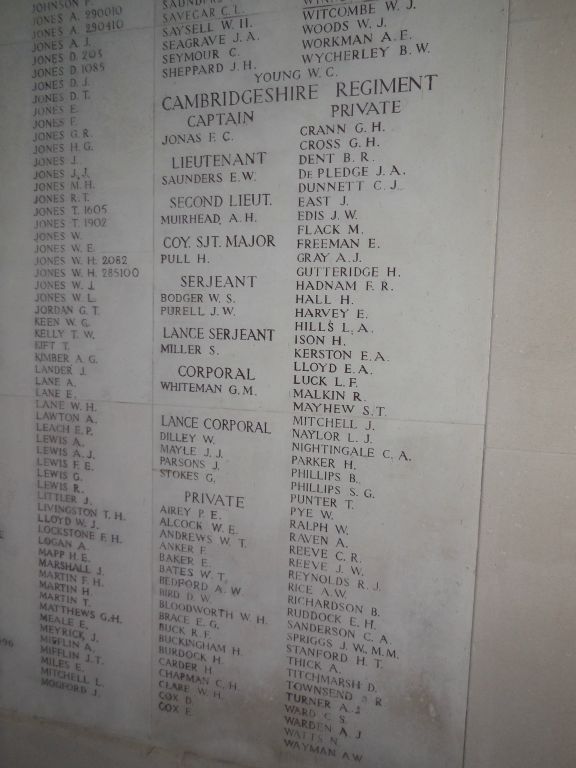 JOHNSON P.
JONES A. 290010
JONES A. 290410
JONES A. J.
JONES D. 203
JONES D. 1085
JONES D. J.
JONES D. T.
JONES E.
JONES F.
JONES G. R.
JONES H. G.
JONES J.
JONES J. J.
JONES M. H.
JONES R. T.
JONES T. 1605
JONES T. 1902
JONES W.
JONES W. E.
JONES W. H. 2082
JONES W. H. 285100
JONES W. J.
JONES W. L.
JORDAN G. T.
KEEN W. G.
KELLY T. W.
KIFT T.
KIMBER A. G.
LANDER J.
LANE A.
LANE E.
LANE W. H.
LAWTON A.
LEACH E. P.
LEWIS A.
LEWIS A. J.
LEWIS F. E.
LEWIS G.
LEWIS R.
LITTLER J.
LIVINGSTON T. H.
LLOYD W. J.
LOCKSTONE F. H.
LOGAN A.
MAPP H. E.
MARSHALL J.
MARTIN F. H.
MARTIN H.
MARTIN T.
MATTHEWS G. H.
MEALE E.
MEYRICK J.
MIFFLIN A.
MIFFLIN J. T.
MILES E.
MITCHELL L.
MOGFORD J.
SAUNDERS
SAVEGAR C. L.
SAYSELL W. H.
SEAGRAVE J. A.
SEYMOUR C.
SHEPPARD J. H.
WITCOMBE W. J.
WOODS W. J.
WORKMAN A. E.
WYCHERLEY B. W.
YOUNG W. C.
CAMBRIDGESHIRE REGIMENT
CAPTAIN
JONAS F. C.
LIEUTENANT
SAUNDERS E. W.
SECOND LIEUT.
MUIRHEAD, A. H.
COY. SJT. MAJOR
PULL H.
SERJEANT
BODGER W. S.
PURELL J. W.
LANCE SERJEANT
MILLER S.
CORPORAL
WHITEMAN G. M.
LANCE CORPORAL
DILLEY W.
MAYLE J. J.
PARSONS J.
STOKES G.
PRIVATE
AIREY P. E.
ALCOCK W. E.
ANDREWS W. T.
ANKER F.
BAKER E.
BATES W. T.
BEDFORD A. W.
BIRD D. W.
BLOODWORTH W. H.
BRACE E. G.
BUCK R. F.
BUCKINGHAM H.
BURDOCK H.
CARDER H.
CHAPMAN C. H.
CLARE W. H.
COX D.
COX E.
PRIVATE
CRANN G. H.
CROSS G. H.
DENT B. R.
DE PLEDGE J. A.
DUNNETT C. J.
EAST J.
EDIS J. W.
FLACK M.
FREEMAN E.
GRAY A. J.
GUTTERIDGE H.
HADNAM F. R.
HALL H.
HARVEY E.
HILLS L. A.
ISON H.
KERSTON E. A.
LLOYD E. A.
LUCK L. F.
MALKIN R.
MAYHEW S. T.
MITCHELL J.
NAYLOR L. J.
NIGHTINGALE C. A.
PARKER H.
PHILLIPS B.
PHILLIPS S. G.
PUNTER T.
PYE W.
RALPH W.
RAVEN A.
REEVE C. R.
REEVE J. W.
REYNOLDS R. J.
RICE A. W.
RICHARDSON B.
RUDDOCK E. H.
SANDERSON C. A.
SPRIGGS J. W., M.M.
STANFORD H. T.
THICK A.
TITCHMARSH D.
TOWNSEND R.
TURNER A. J.
WARD C. S.
WARDEN A. J.
WATTS N.
WAYMAN A. W.